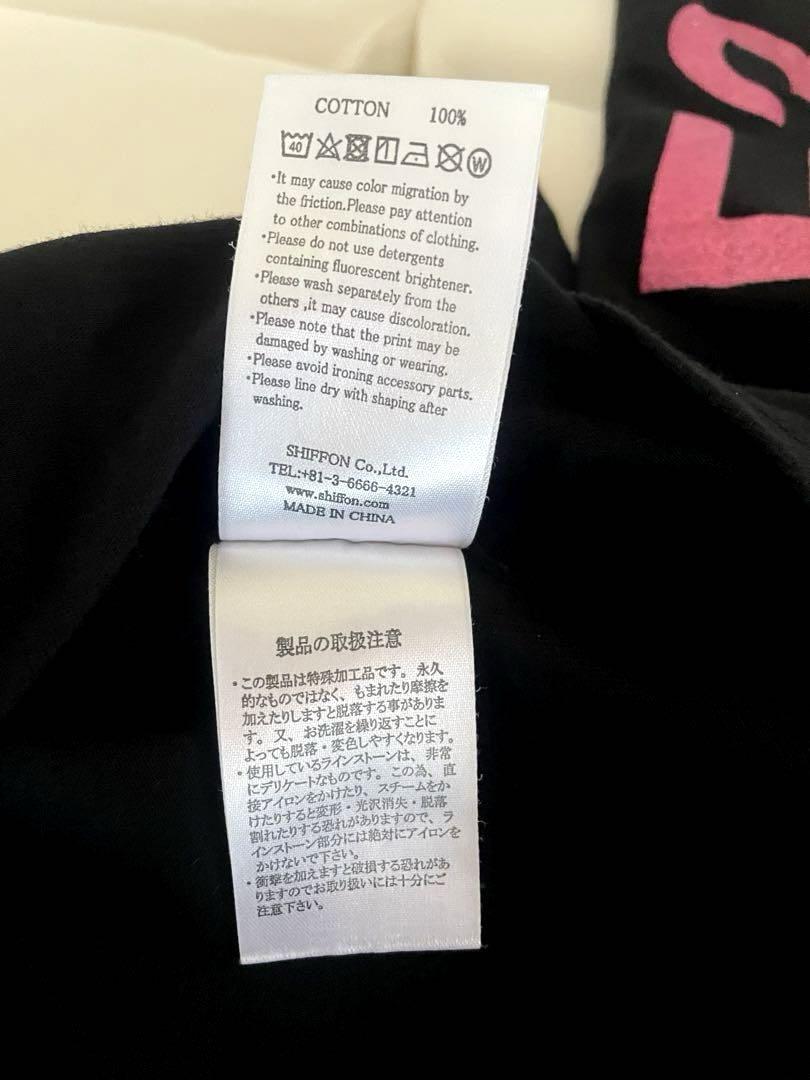 COTTON 100%
40 W
•It may cause color migration by
the friction.Please pay attention
to other combinations of clothing.
•Please do not use detergents
containing fluorescent brightener.
•Please wash separately from the
others ,it may cause discoloration.
•Please note that the print may be
damaged by washing or wearing.
•Please avoid ironing accessory parts.
•Please line dry with shaping after
washing.
SHIFFON Co.,Ltd.
TEL:+81-3-6666-4321
www.shiffon.com
MADE IN CHINA
製品の取扱注意
・この製品は特殊加工品です。永久
的なものではなく、もまれたり摩擦を
加えたりしますと脱落する事がありま
す。又、お洗濯を繰り返すことに
よっても脱落・変色しやすくなります。
・使用しているラインストーンは、非常
にデリケートなものです。この為、直
接アイロンをかけたり、スチームをか
けたりすると変形・光沢消失・脱落
割れたりする恐れがありますので、ラ
インストーン部分には絶対にアイロンを
かけないで下さい。
・衝撃を加えますと破損する恐れがあ
りますのでお取り扱いには十分にご
注意下さい。